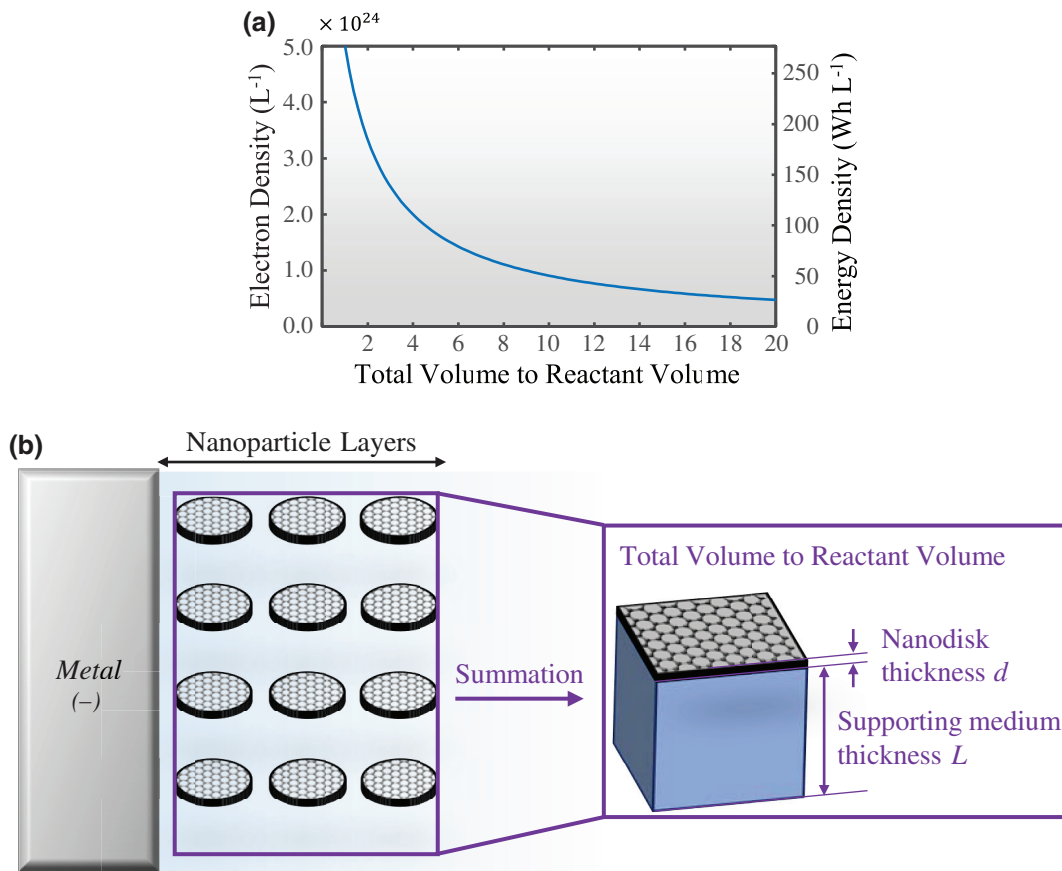 (a)
× 10^24
5.0
4.0
3.0
2.0
1.0
0.0
Electron Density (L^-1)
250
200
150
100
50
0
Energy Density (Wh L^-1)
2 4 6 8 10 12 14 16 18 20
Total Volume to Reactant Volume
(b)
Nanoparticle Layers
Metal
(–)
Summation
Total Volume to Reactant Volume
Nanodisk
thickness d
Supporting medium
thickness L